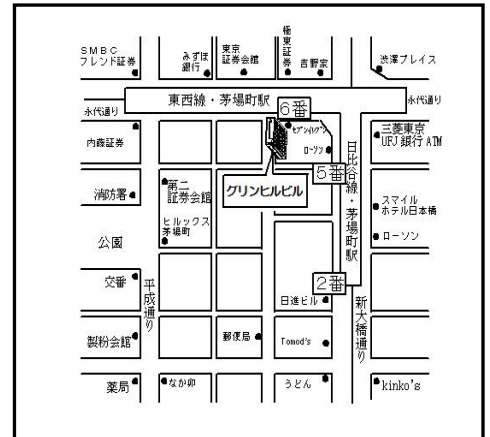 SMBC
フレンド証券
みずほ
銀行
東京
証券会館
極東証券
吉野家
渋澤プレイス
永代通り
東西線・茅場町駅
6番
永代通り
内藤証券
セブンイレブン
ローソン
三菱東京
UFJ銀行ATM
5番
日比谷線・茅場町駅
消防署
第二
証券会館
グリンヒルビル
スマイル
ホテル日本橋
ヒルックス
茅場町
ローソン
公園
交番
平成通り
2番
日進ビル
新大橋通り
製粉会館
郵便局
Tomod's
薬局
なか卯
うどん
kinko's